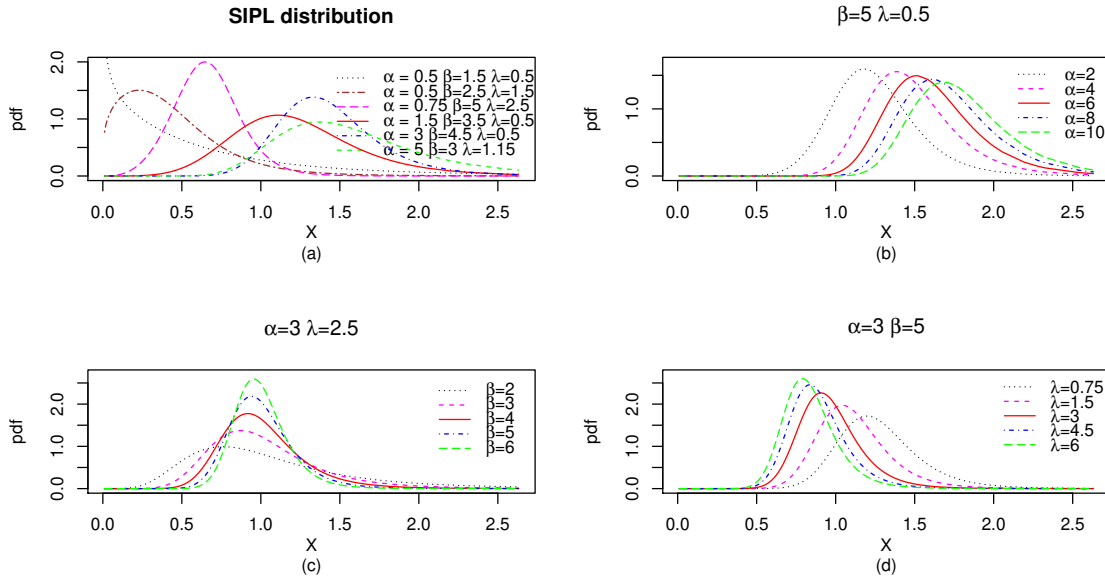 SIPL distribution
pdf
0.0 1.0 2.0
α = 0.5 β=1.5 λ=0.5
α = 0.5 β=2.5 λ=1.5
α = 0.75 β=5 λ=2.5
α = 1.5 β=3.5 λ=0.5
α = 3 β=4.5 λ=0.5
α = 5 β=3 λ=1.15
0.0 0.5 1.0 1.5 2.0 2.5
X
(a)
β=5 λ=0.5
pdf
0.0 1.0
α=2
α=4
α=6
α=8
α=10
0.0 0.5 1.0 1.5 2.0 2.5
X
(b)
α=3 λ=2.5
pdf
0.0 1.0 2.0
β=2
β=3
β=4
β=5
β=6
0.0 0.5 1.0 1.5 2.0 2.5
X
(c)
α=3 β=5
pdf
0.0 1.0 2.0
λ=0.75
λ=1.5
λ=3
λ=4.5
λ=6
0.0 0.5 1.0 1.5 2.0 2.5
X
(d)